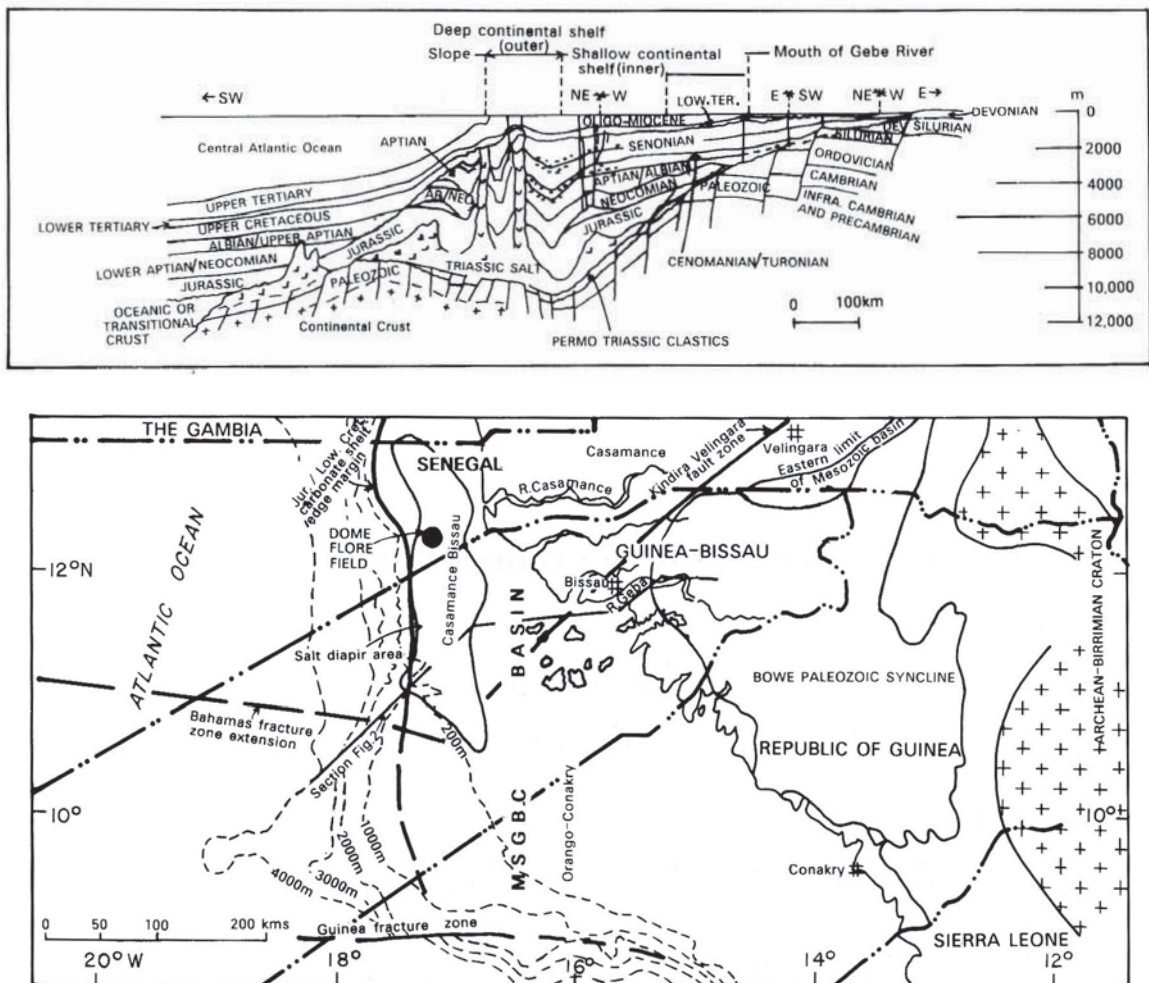 Deep continental shelf
(outer)
Slope
Shallow continental
shelf(inner)
Mouth of Gebe River
← SW
NE
W
E
SW
NE
W
E→
m
LOW.TER.
DEVONIAN
0
OLIGO-MIOCENE
Central Atlantic Ocean
APTIAN
SENONIAN
SILURIAN
DEV
SILURIAN
2000
ORDOVICIAN
APTIAN/ALBIAN
UPPER TERTIARY
NEOCOMIAN
PALEOZOIC
CAMBRIAN
4000
LOWER TERTIARY
UPPER CRETACEOUS
INFRA. CAMBRIAN
AND PRECAMBRIAN
6000
ALBIAN/UPPER APTIAN
JURASSIC
JURASSIC
LOWER APTIAN/NEOCOMIAN
TRIASSIC SALT
CENOMANIAN/TURONIAN
8000
JURASSIC
PALEOZOIC
10,000
OCEANIC OR
TRANSITIONAL
CRUST
Continental Crust
0 100km
12,000
PERMO TRIASSIC CLASTICS
THE GAMBIA
Jur./Low. Cret.
carbonate shelf
edge margin
SENEGAL
Casamance
Kindira Velingara
fault zone
Velingara
Eastern limit
of Mesozoic basin
R.Casamance
DOME
FLORE
FIELD
12°N
ATLANTIC OCEAN
Casamance Bissau
GUINEA-BISSAU
Bissau
R.Geba
ARCHEAN-BIRRIMIAN CRATON
Salt diapir area
BASIN
BOWE PALEOZOIC SYNCLINE
Bahamas fracture
zone extension
Section Fig.2
200m
REPUBLIC OF GUINEA
10°
10°
M.S.G.B.C
Orango-Conakry
1000m
2000m
3000m
4000m
Conakry
0 50 100 200 kms
Guinea fracture zone
SIERRA LEONE
20°W
18°
16°
14°
12°